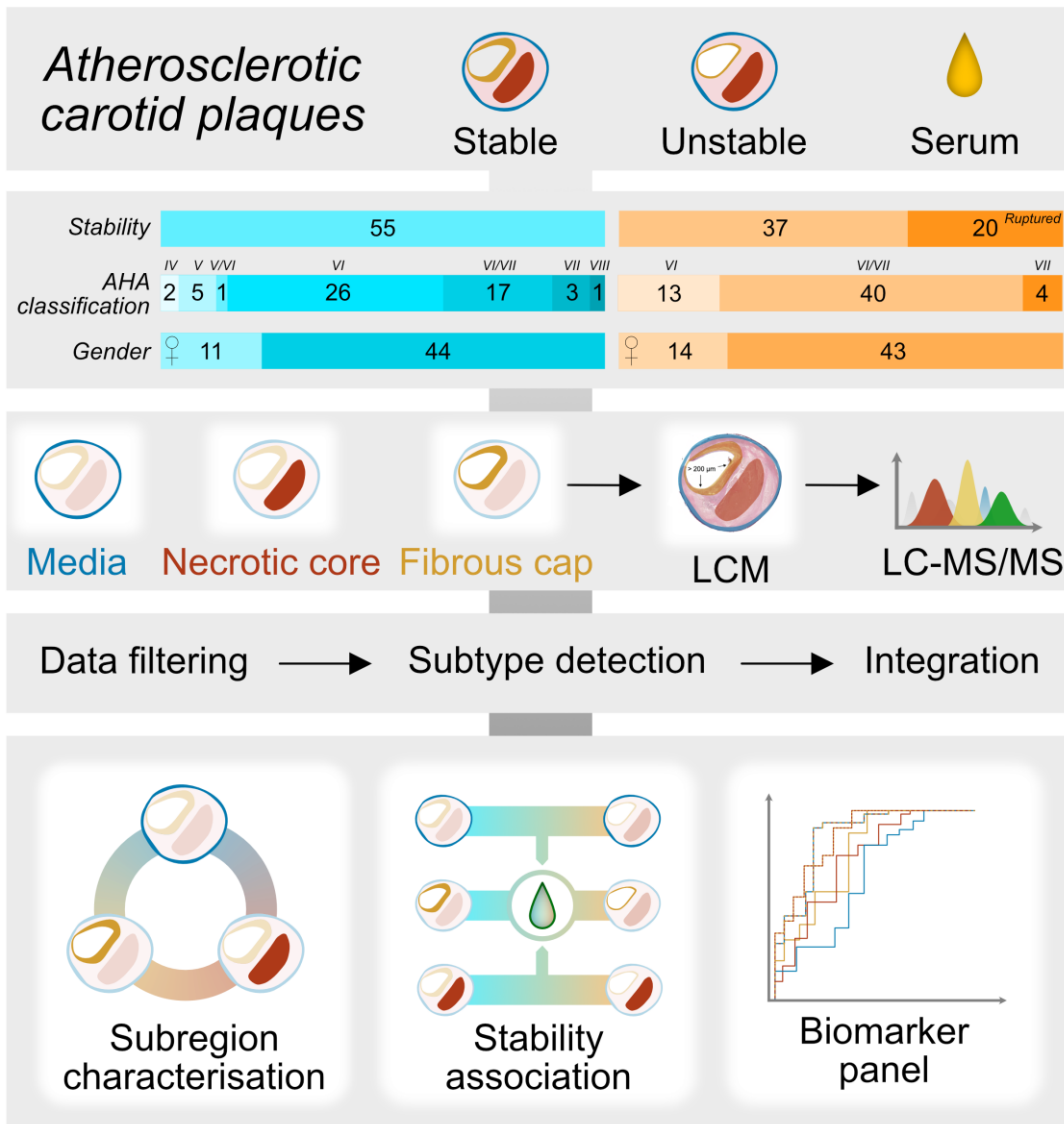 Atherosclerotic
carotid plaques
Stable
Unstable
Serum
Stability
55
37
20
Ruptured
IV
V
V/VI
VI
VI/VII
VII
VIII
VI
VI/VII
VII
AHA
classification
2
5
1
26
17
3
1
13
40
4
Gender
♀
11
44
♀
14
43
> 200 μm
Media
Necrotic core
Fibrous cap
LCM
LC-MS/MS
Data filtering
Subtype detection
Integration
Subregion
characterisation
Stability
association
Biomarker
panel